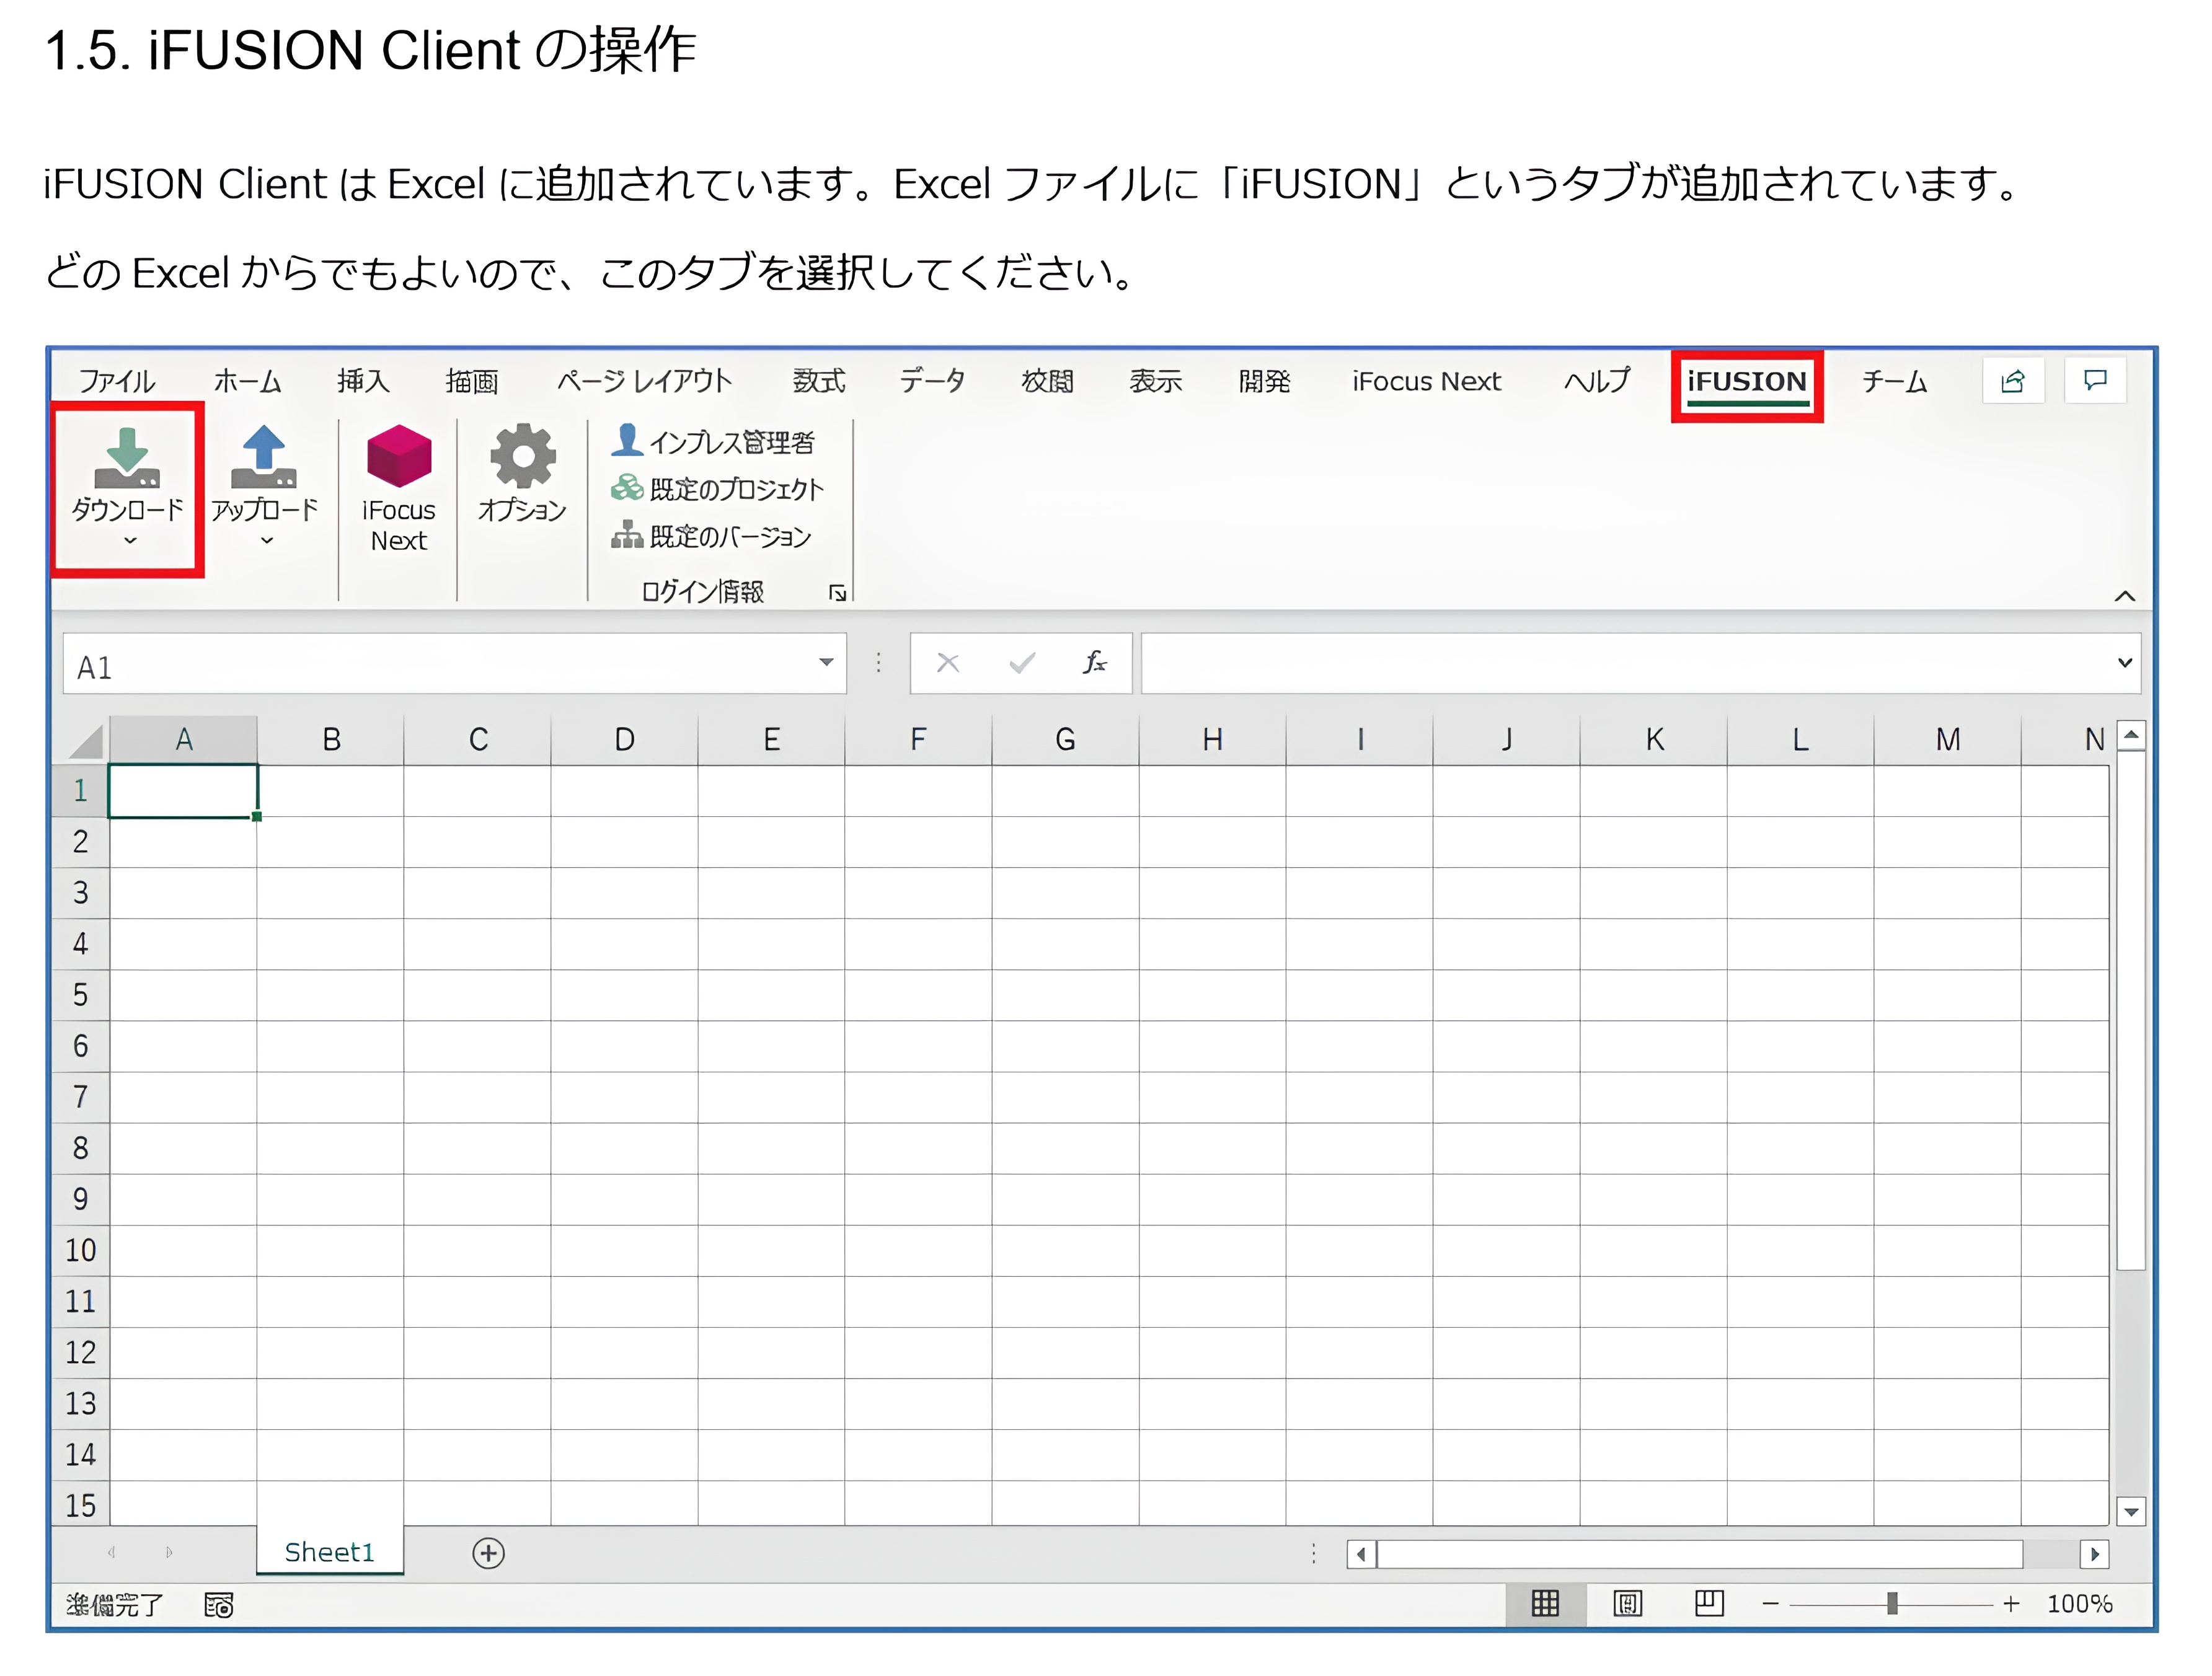 1.5. iFUSION Client の操作
iFUSION Client は Excel に追加されています。Excel ファイルに「iFUSION」というタブが追加されています。
どの Excel からでもよいので、このタブを選択してください。
ファイル ホーム 挿入 描画 ページ レイアウト 数式 データ 校閲 表示 開発 iFocus Next ヘルプ iFUSION チーム
ダウンロード アップロード iFocus Next オプション
インプレス管理者
既定のプロジェクト
既定のバージョン
ログイン情報
A1 fx
A B C D E F G H I J K L M N
1
2
3
4
5
6
7
8
9
10
11
12
13
14
15
Sheet1
準備完了 100%